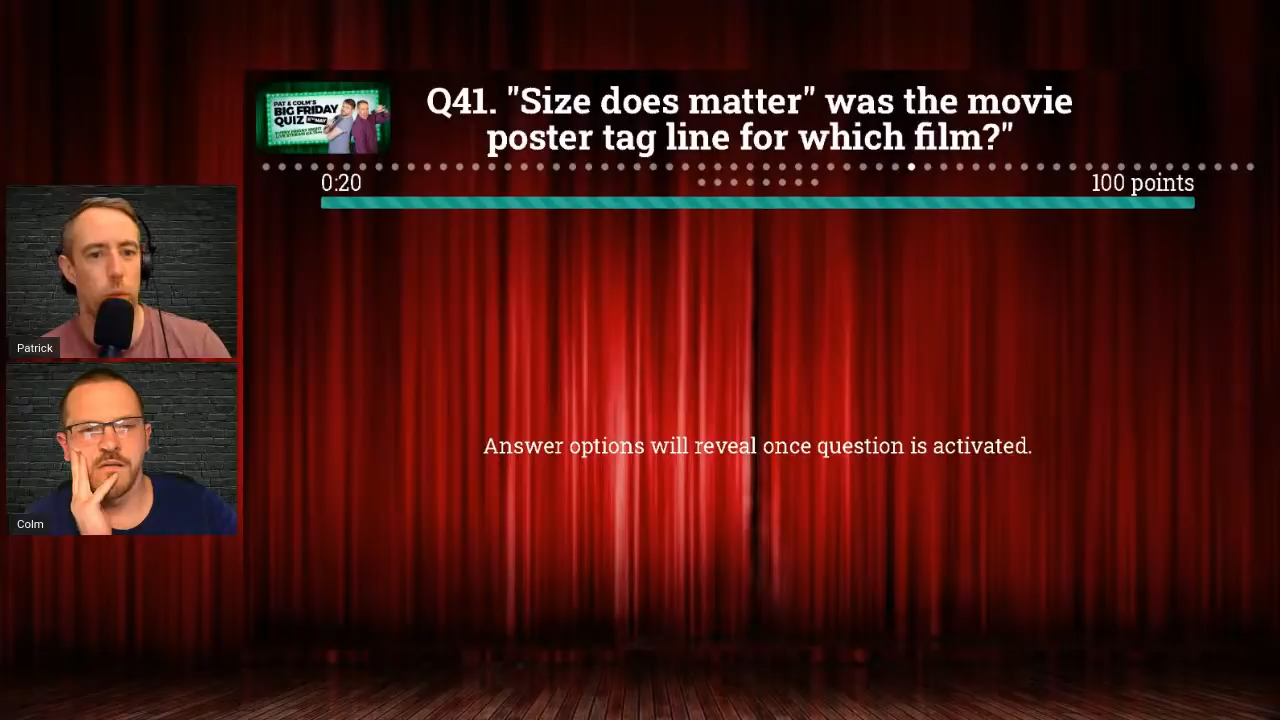 PAT & COLM'S
BIG FRIDAY
QUIZ
Q41. "Size does matter" was the movie
poster tag line for which film?"
0:20
100 points
Answer options will reveal once question is activated.
Patrick
Colm